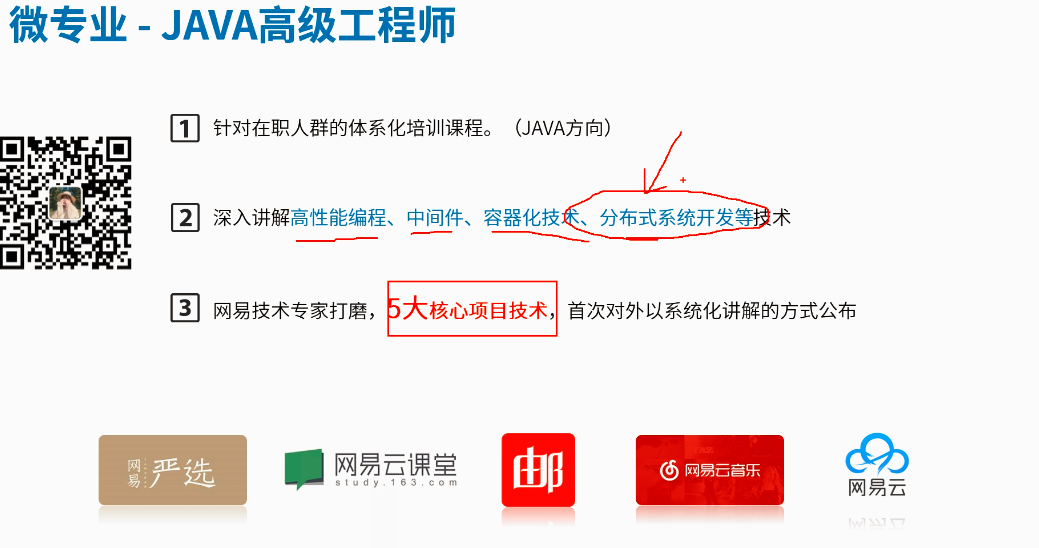 微专业 - JAVA高级工程师
1 针对在职人群的体系化培训课程。（JAVA方向）
2 深入讲解高性能编程、中间件、容器化技术、分布式系统开发等技术
3 网易技术专家打磨，5大核心项目技术，首次对外以系统化讲解的方式公布
网易严选
网易云课堂
study.163.com
邮
网易云音乐
网易云